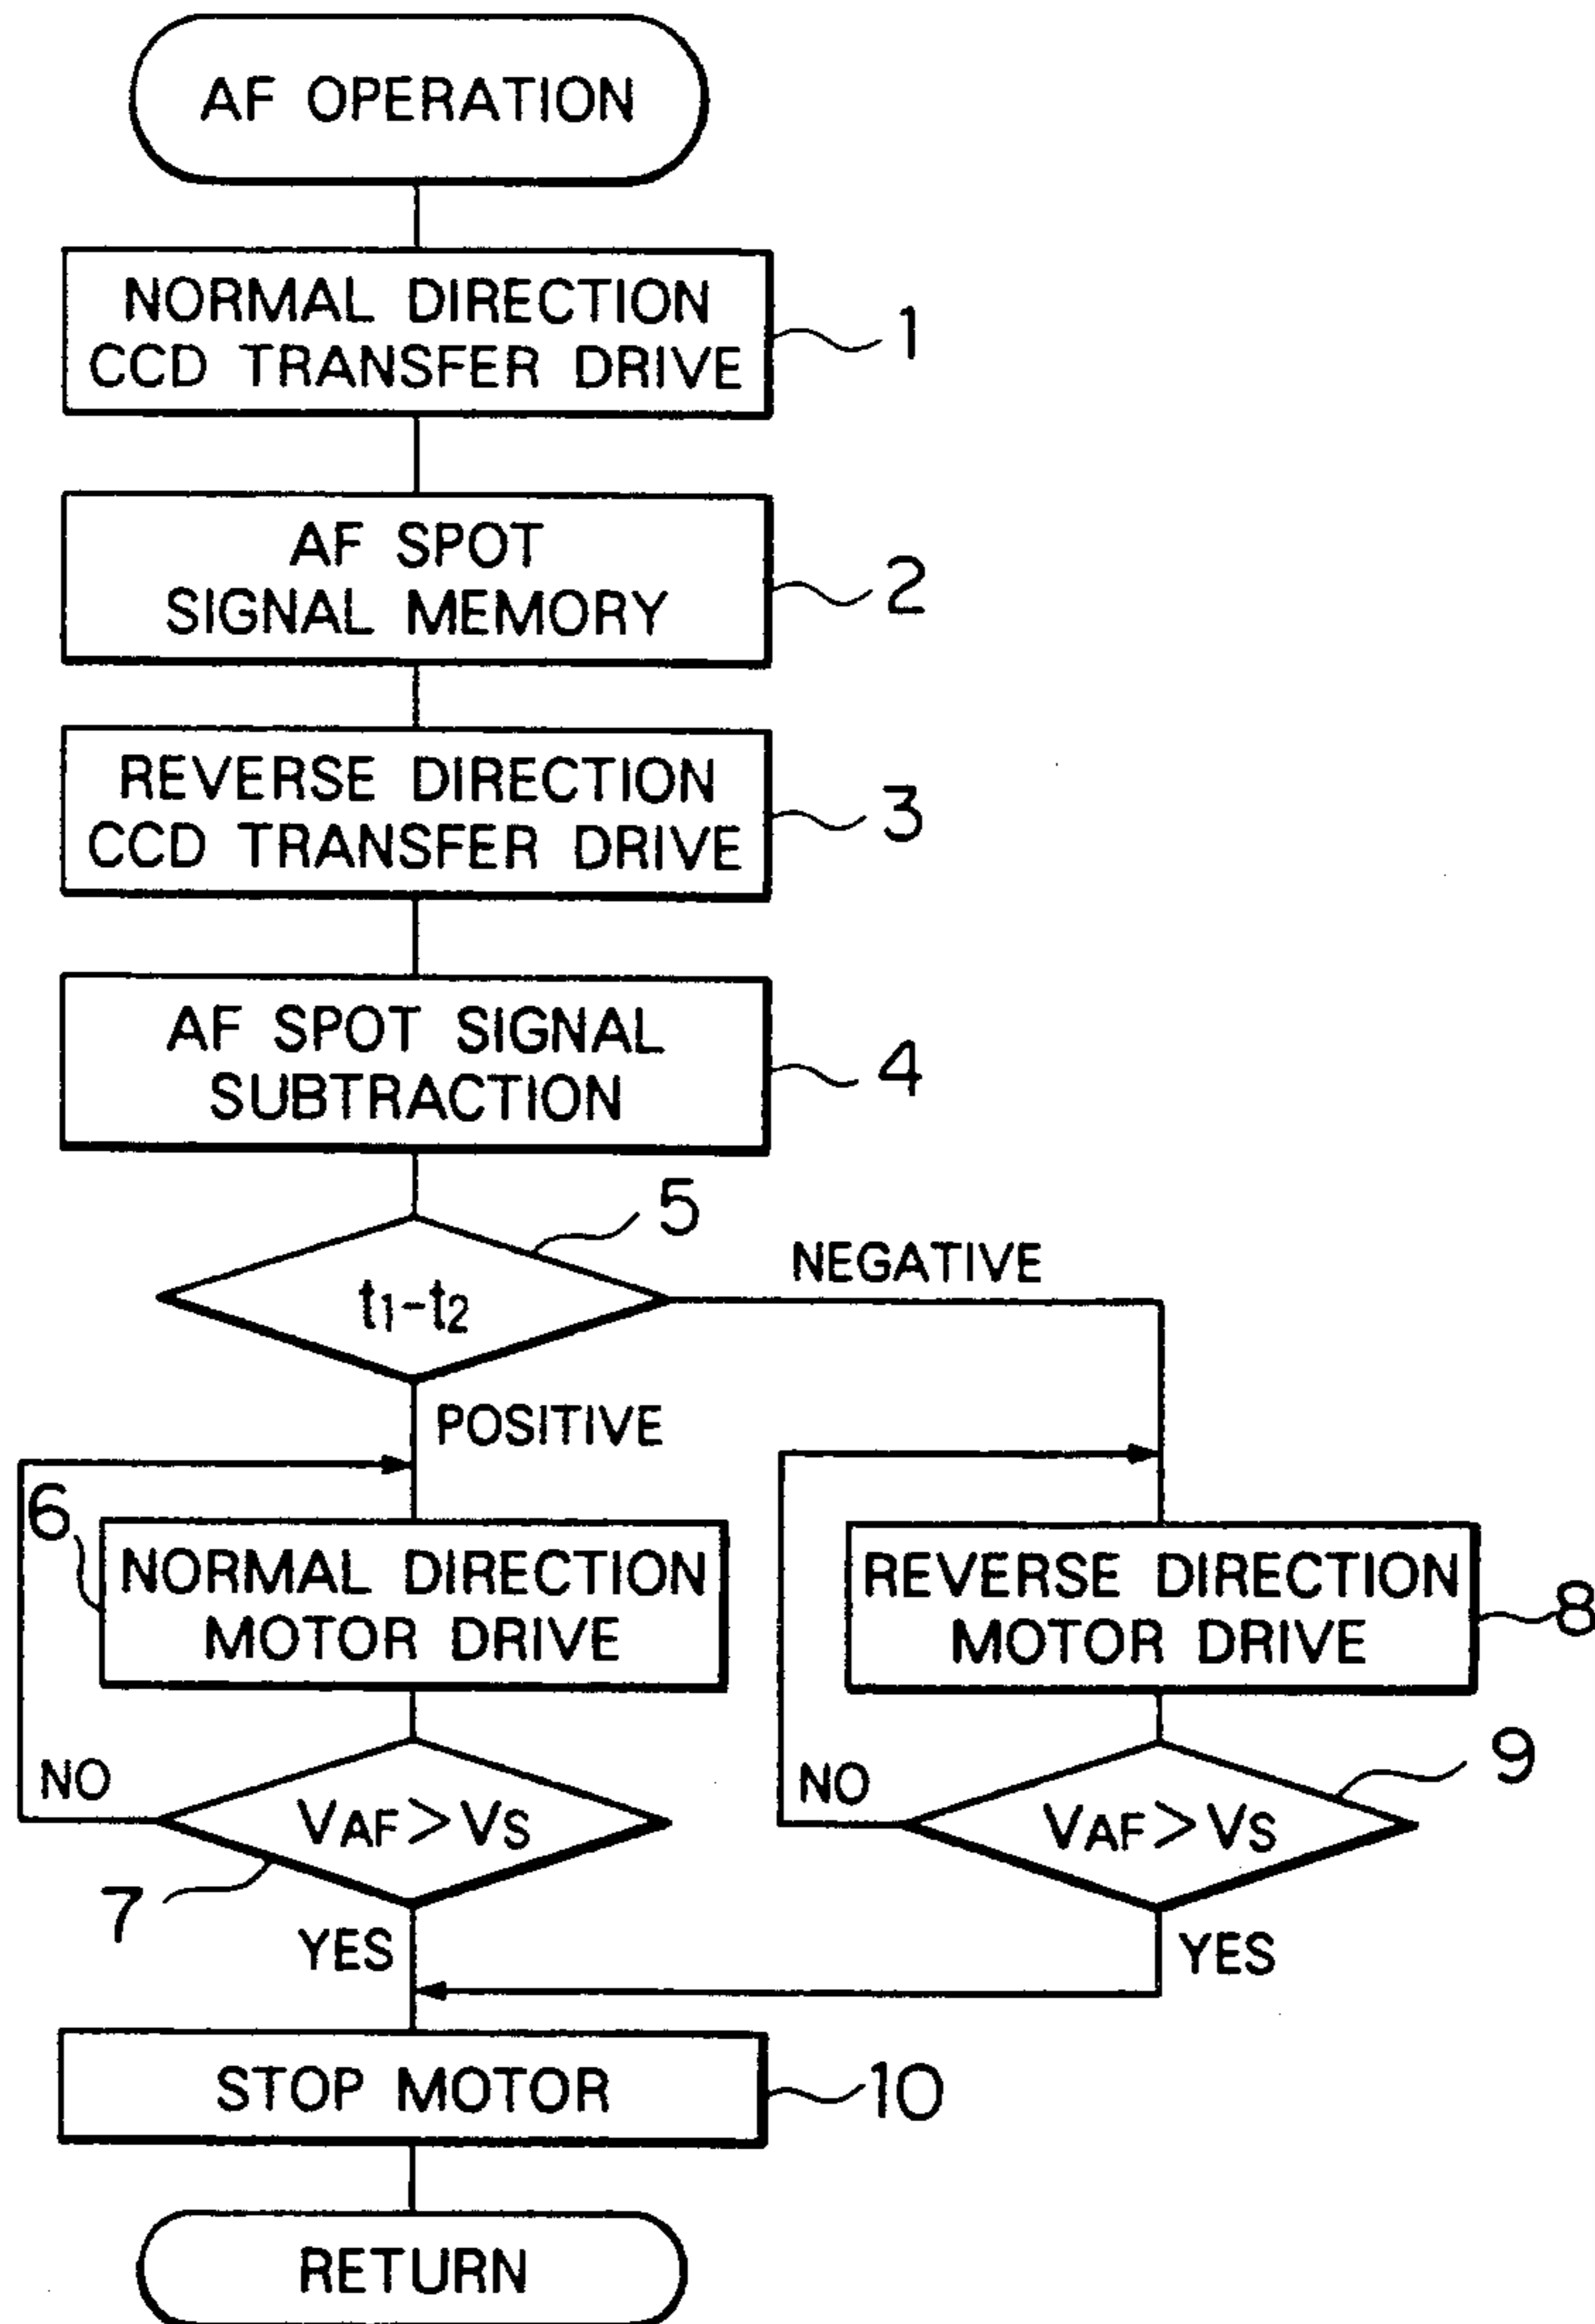 AF OPERATION
NORMAL DIRECTION
CCD TRANSFER DRIVE
1
AF SPOT
SIGNAL MEMORY
2
REVERSE DIRECTION
CCD TRANSFER DRIVE
3
AF SPOT SIGNAL
SUBTRACTION
4
5
t1-t2
NEGATIVE
POSITIVE
6
NORMAL DIRECTION
MOTOR DRIVE
REVERSE DIRECTION
MOTOR DRIVE
8
NO
VAF>VS
7
YES
NO
VAF>VS
9
YES
STOP MOTOR
10
RETURN